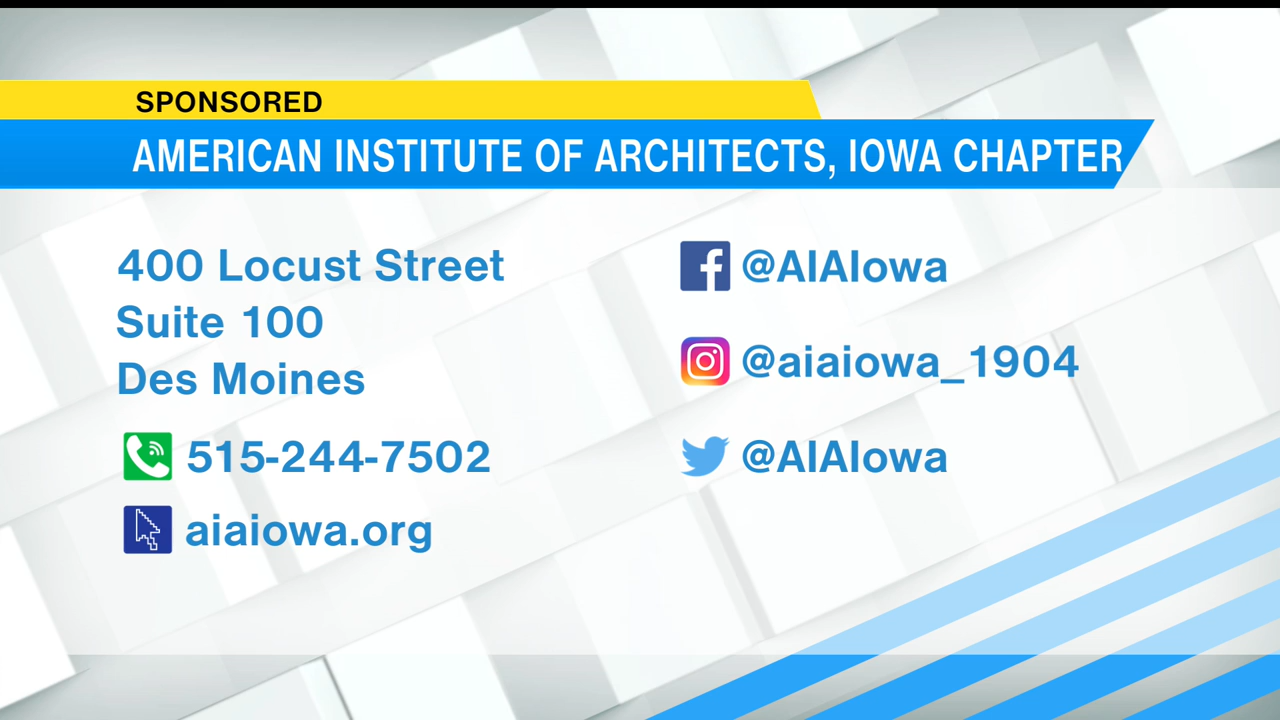 SPONSORED
AMERICAN INSTITUTE OF ARCHITECTS, IOWA CHAPTER
400 Locust Street
Suite 100
Des Moines
515-244-7502
aiaiowa.org
@AIAIowa
@aiaiowa_1904
@AIAIowa